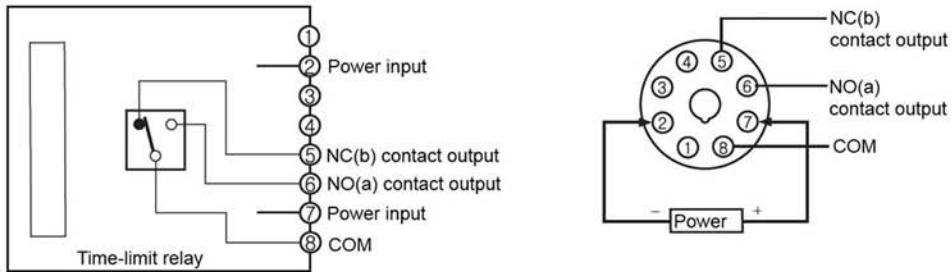 ①
② Power input
③
④
⑤ NC(b) contact output
⑥ NO(a) contact output
⑦ Power input
⑧ COM
Time-limit relay
NC(b)
contact output
NO(a)
contact output
COM
④ ⑤
③ ⑥
② ⑦
① ⑧
− Power +